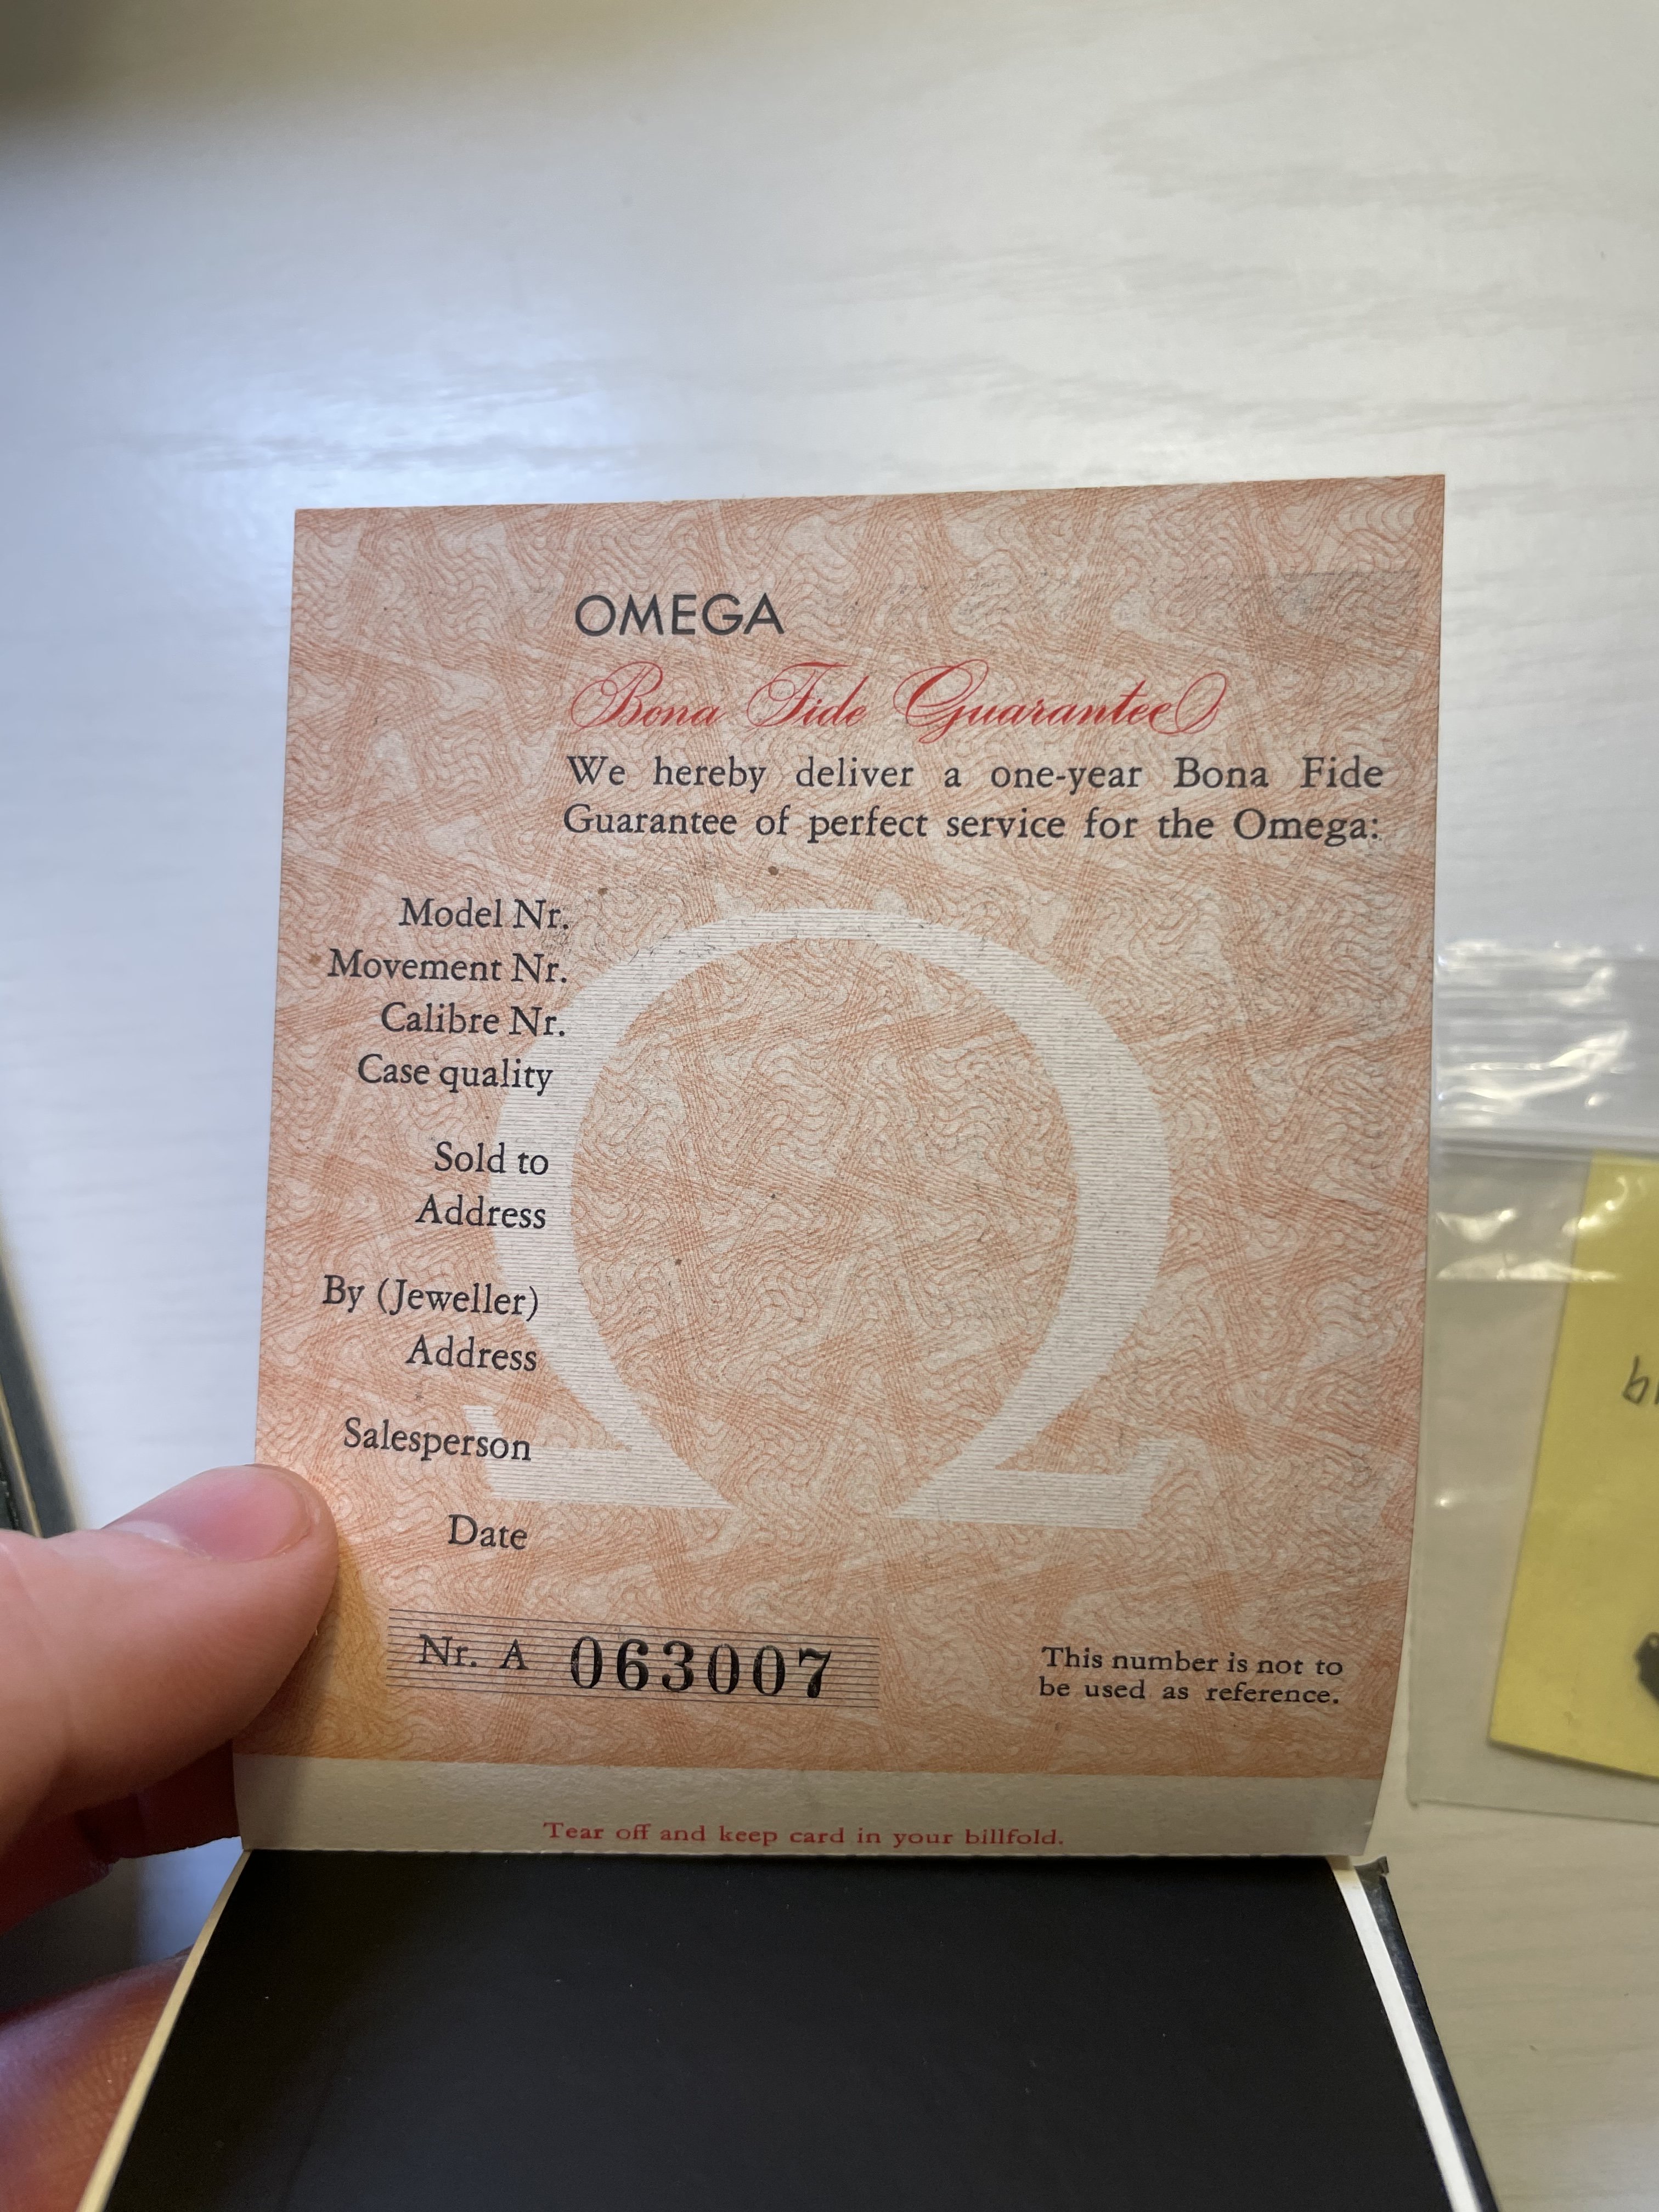 OMEGA
Bona Fide Guarantee
We hereby deliver a one-year Bona Fide
Guarantee of perfect service for the Omega:
Model Nr.
Movement Nr.
Calibre Nr.
Case quality
Sold to
Address
By (Jeweller)
Address
Salesperson
Date
Nr. A 063007
This number is not to
be used as reference.
Tear off and keep card in your billfold.